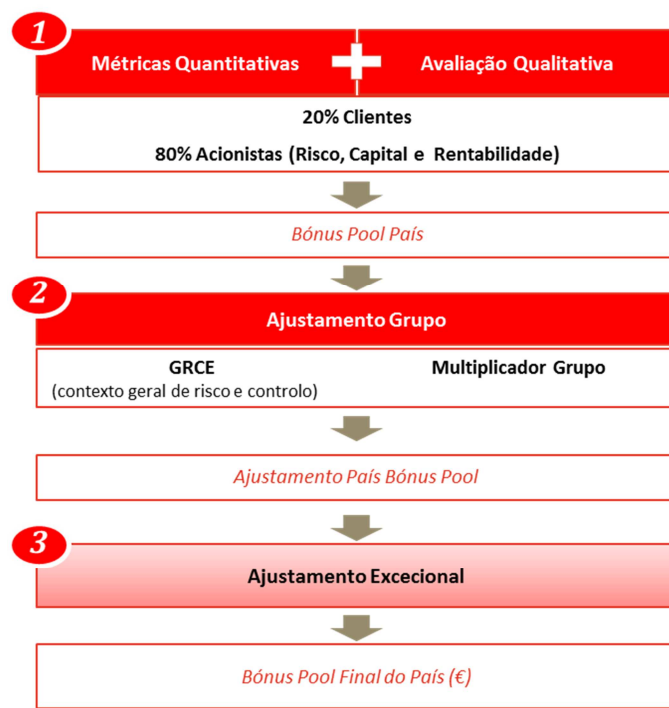 1
Métricas Quantitativas + Avaliação Qualitativa
20% Clientes
80% Acionistas (Risco, Capital e Rentabilidade)
Bónus Pool País
2
Ajustamento Grupo
GRCE Multiplicador Grupo
(contexto geral de risco e controlo)
Ajustamento País Bónus Pool
3
Ajustamento Excecional
Bónus Pool Final do País (€)